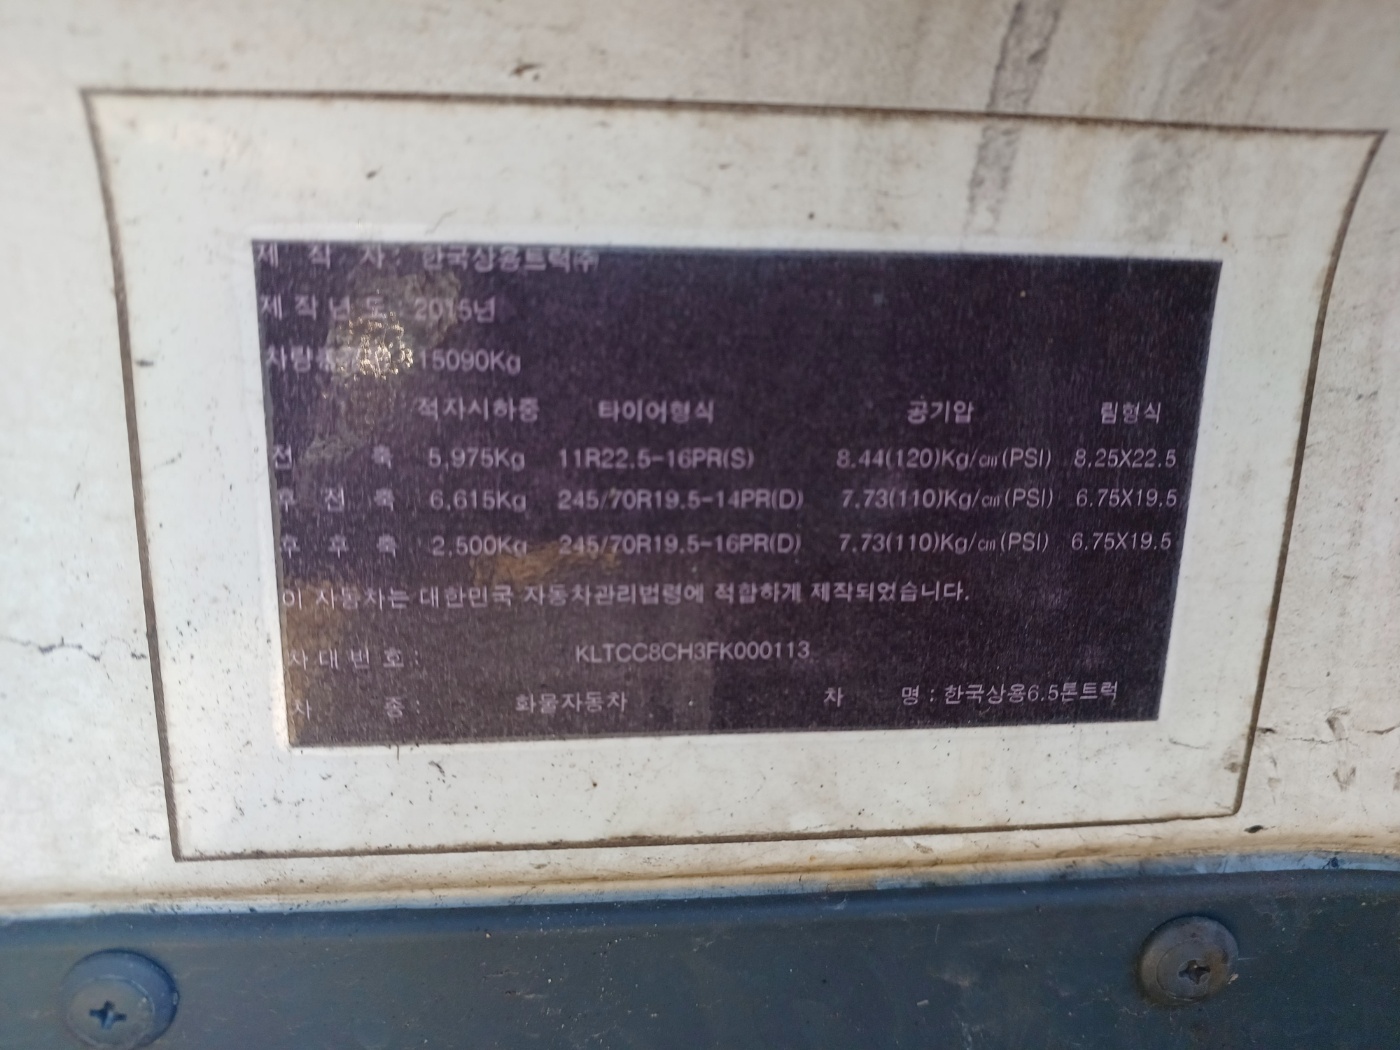 제 작 자 : 한국상용트럭㈜
제 작 년 도 : 2015년
차량총중량 : 15090Kg
적차시하중 타이어형식 공기압 림형식
전 축 5,975Kg 11R22.5-16PR(S) 8.44(120)Kg/㎠(PSI) 8.25X22.5
후 전 축 6,615Kg 245/70R19.5-14PR(D) 7.73(110)Kg/㎠(PSI) 6.75X19.5
후 후 축 2,500Kg 245/70R19.5-16PR(D) 7.73(110)Kg/㎠(PSI) 6.75X19.5
이 자동차는 대한민국 자동차관리법령에 적합하게 제작되었습니다.
차 대 번 호 : KLTCC8CH3FK000113
차 종 : 화물자동차 차 명 : 한국상용6.5톤트럭